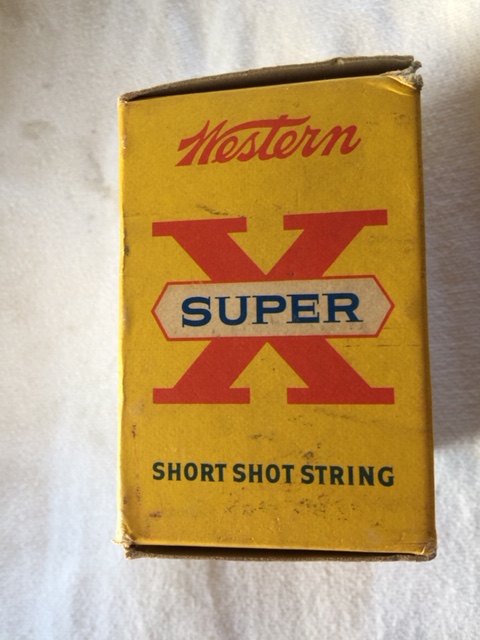 Western
X
SUPER
SHORT SHOT STRING